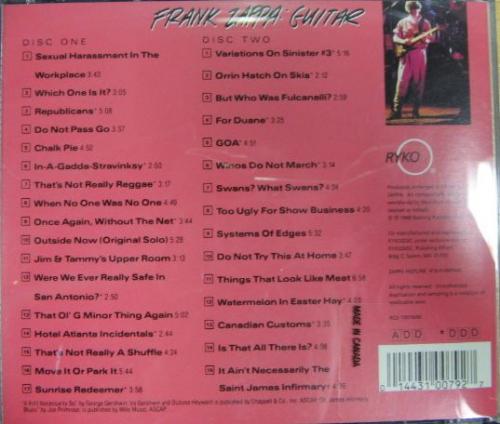 FRANK ZAPPA: GUITAR
DISC ONE
1 Sexual Harassment In The
Workplace 3:42
2 Which One Is It? 3:05
3 Republicans 5:08
4 Do Not Pass Go 3:37
5 Chalk Pie 4:52
6 In-A-Gadda-Stravinksy 2:50
7 That's Not Really Reggae 3:17
8 When No One Was No One 4:49
9 Once Again, Without The Net 3:44
10 Outside Now (Original Solo) 5:28
11 Jim & Tammy's Upper Room 3:11
12 Were We Ever Really Safe in
San Antonio? 2:50
13 That Ol' G Minor Thing Again 5:02
14 Hotel Atlanta Incidentals 2:44
15 That's Not Really A Shuffle 4:24
16 Move It Or Park It 5:44
17 Sunrise Redeemer 3:58
DISC TWO
1 Variations On Sinister #3 5:16
2 Orrin Hatch On Skis 2:12
3 But Who Was Fulcanelli? 2:59
4 For Duane 3:25
5 GOA 4:51
6 Winos Do Not March 3:14
7 Swans? What Swans? 4:24
8 Too Ugly For Show Business 4:20
9 Systems Of Edges 5:32
10 Do Not Try This At Home 3:47
11 Things That Look Like Meat 6:58
12 Watermelon In Easter Hay 4:03
13 Canadian Customs 3:35
14 Is That All There Is? 4:08
15 It Ain't Necessarily The
Saint James Infirmary 5:15
RYKO
MADE IN CANADA
ADD *DDD
0 14431 00792 7